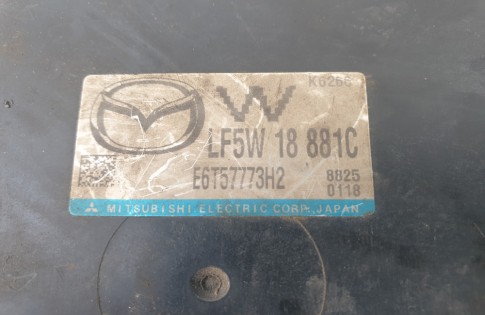 K6266
W
LF5W 18 881C
E6T57773H2
8825
0118
MITSUBISHI ELECTRIC CORP. JAPAN